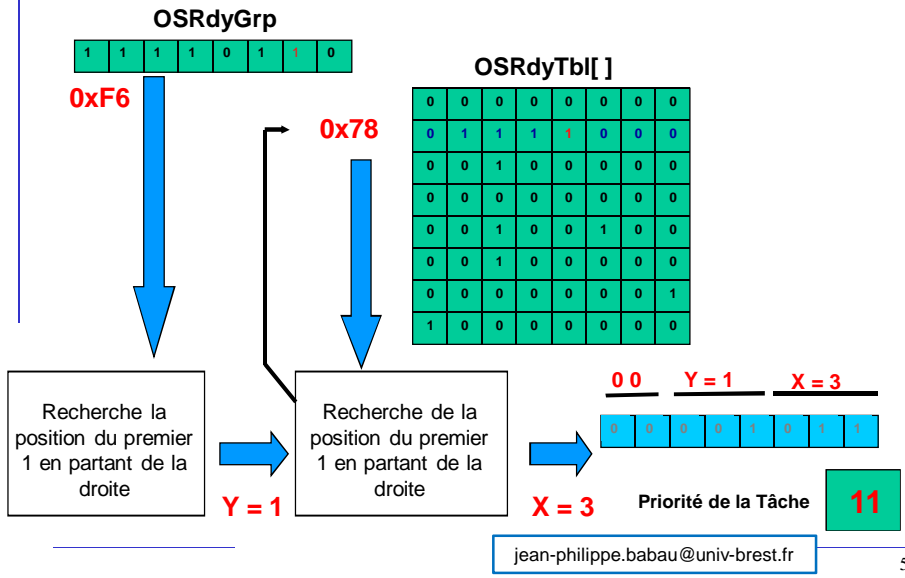 OSRdyGrp
1 1 1 1 0 1 1 0
0xF6
OSRdyTbl[ ]
0x78
0 0 0 0 0 0 0 0
0 1 1 1 1 0 0 0
0 0 1 0 0 0 0 0
0 0 0 0 0 0 0 0
0 0 1 0 0 1 0 0
0 0 1 0 0 0 0 0
0 0 0 0 0 0 0 1
1 0 0 0 0 0 0 0
Recherche la
position du premier
1 en partant de la
droite
Y = 1
Recherche de la
position du premier
1 en partant de la
droite
X = 3
0 0 Y = 1 X = 3
0 0 0 0 1 0 1 1
Priorité de la Tâche 11
jean-philippe.babau@univ-brest.fr
5